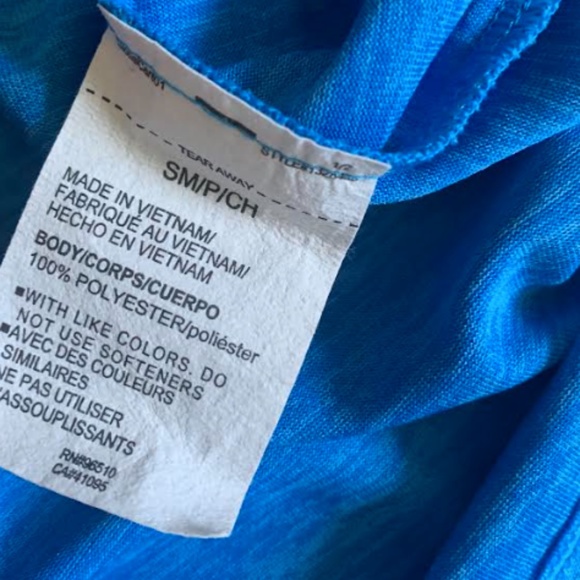 TEAR AWAY
SM/P/CH
MADE IN VIETNAM/
FABRIQUÉ AU VIETNAM/
HECHO EN VIETNAM
BODY/CORPS/CUERPO
100% POLYESTER/poliéster
▪WITH LIKE COLORS. DO
NOT USE SOFTENERS
▪AVEC DES COULEURS
SIMILAIRES
NE PAS UTILISER
ASSOUPLISSANTS
RN#96510
CA#41095